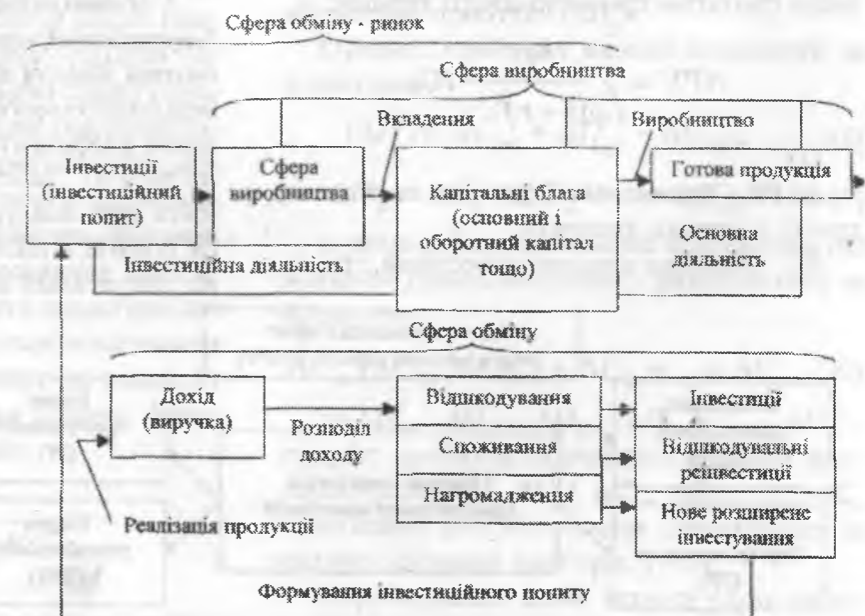 Сфера обміну - ринок
Сфера виробництва
Вкладення
Виробництво
Інвестиції
(інвестиційний
попит)
Сфера
виробництва
Капітальні блага
(основний і
оборотний капітал
тощо)
Готова продукція
Основна
діяльність
Інвестиційна діяльність
Сфера обміну
Дохід
(виручка)
Розподіл
доходу
Відшкодування
Споживання
Нагромадження
Інвестиції
Відшкодувальні
реінвестиції
Нове розширене
інвестування
Реалізація продукції
Формування інвестиційного попиту